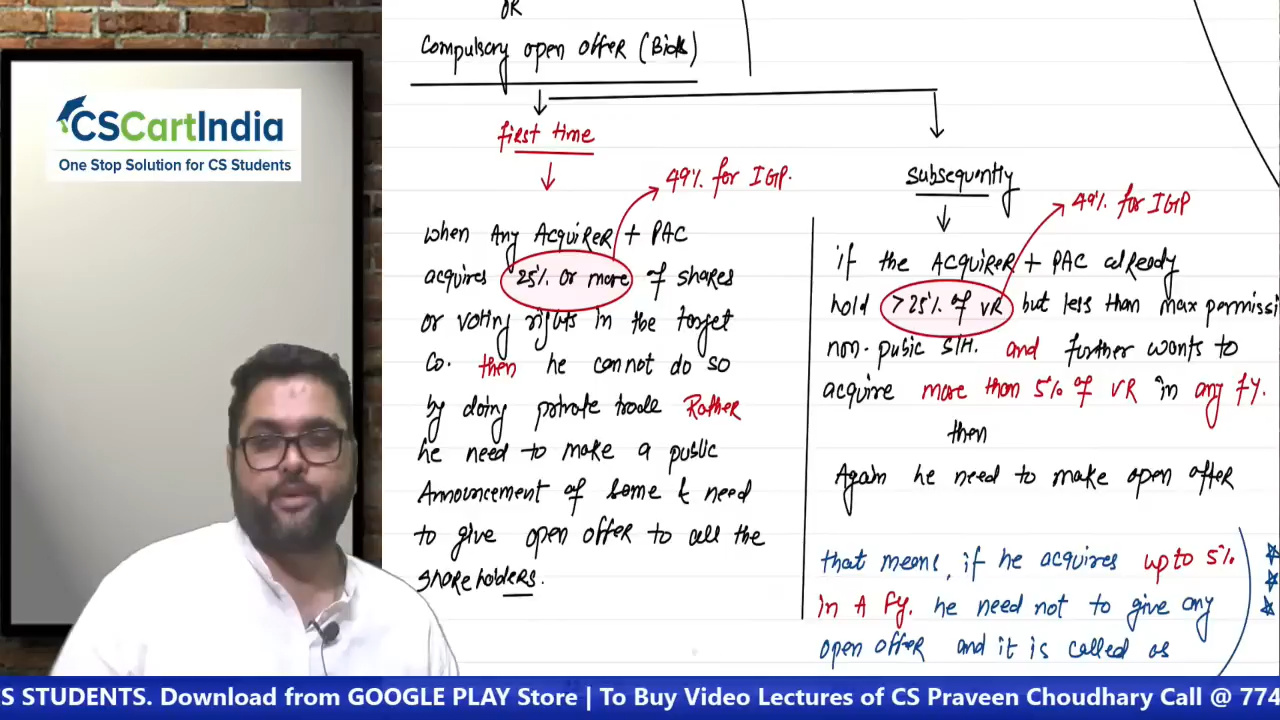 OR
Compulsory open offer (Bids)
CSCartIndia
One Stop Solution for CS Students
first time
49% for IGP.
when Any AcquiReR + PAC
acquires 25% or more of shares
or voting rights in the target
Co. then he cannot do so
by doing private trade Rather
he need to make a public
Announcement of Same & need
to give open offer to all the
shareholders.
subsequently
49% for IGP
if the ACQuiReR + PAC already
hold >25% of VR but less than max permissi
non-pubic S/H. and further wants to
acquire more than 5% of VR in any fy.
then
Again he need to make open offer
that means, if he acquires up to 5%
in A Fy. he need not to give any
open offer and it is called as
S STUDENTS. Download from GOOGLE PLAY Store | To Buy Video Lectures of CS Praveen Choudhary Call @ 774